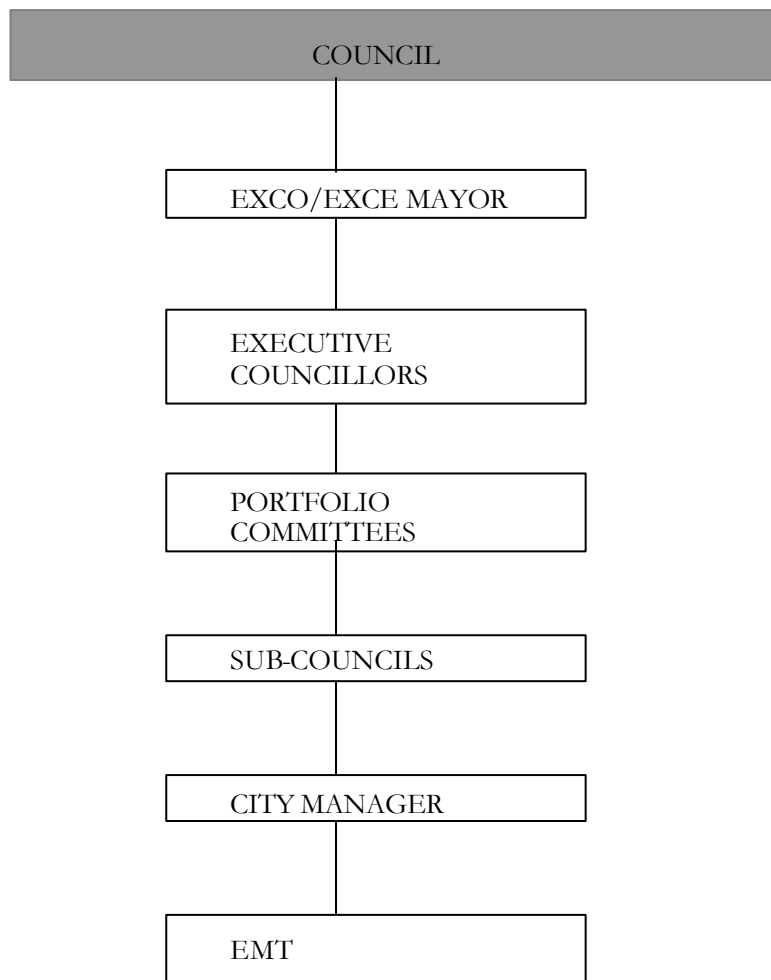 COUNCIL
EXCO/EXCE MAYOR
EXECUTIVE
COUNCILLORS
PORTFOLIO
COMMITTEES
SUB-COUNCILS
CITY MANAGER
EMT